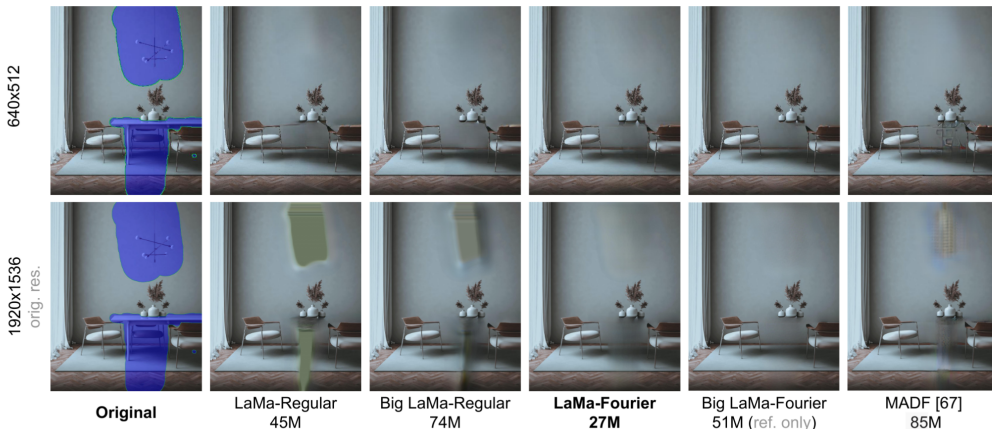 640x512
1920x1536
orig. res.
Original
LaMa-Regular
45M
Big LaMa-Regular
74M
LaMa-Fourier
27M
Big LaMa-Fourier
51M (ref. only)
MADF [67]
85M